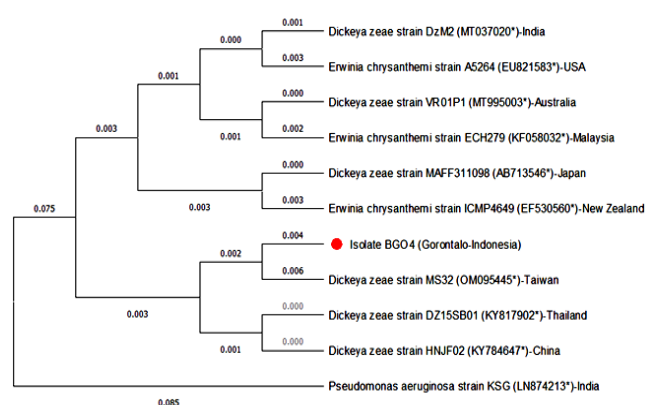 0.001
Dickeya zeae strain DzM2 (MT037020*)-India
0.000
0.003
Erwinia chrysanthemi strain A5264 (EU821583*)-USA
0.001
0.000
Dickeya zeae strain VR01P1 (MT995003*)-Australia
0.001
0.002
Erwinia chrysanthemi strain ECH279 (KF058032*)-Malaysia
0.003
0.000
Dickeya zeae strain MAFF311098 (AB713546*)-Japan
0.003
0.003
Erwinia chrysanthemi strain ICMP4649 (EF530560*)-New Zealand
0.075
0.004
Isolate BGO4 (Gorontalo-Indonesia)
0.002
0.006
Dickeya zeae strain MS32 (OM095445*)-Taiwan
0.003
0.000
Dickeya zeae strain DZ15SB01 (KY817902*)-Thailand
0.001
0.000
Dickeya zeae strain HNJF02 (KY784647*)-China
Pseudomonas aeruginosa strain KSG (LN874213*)-India
0.085